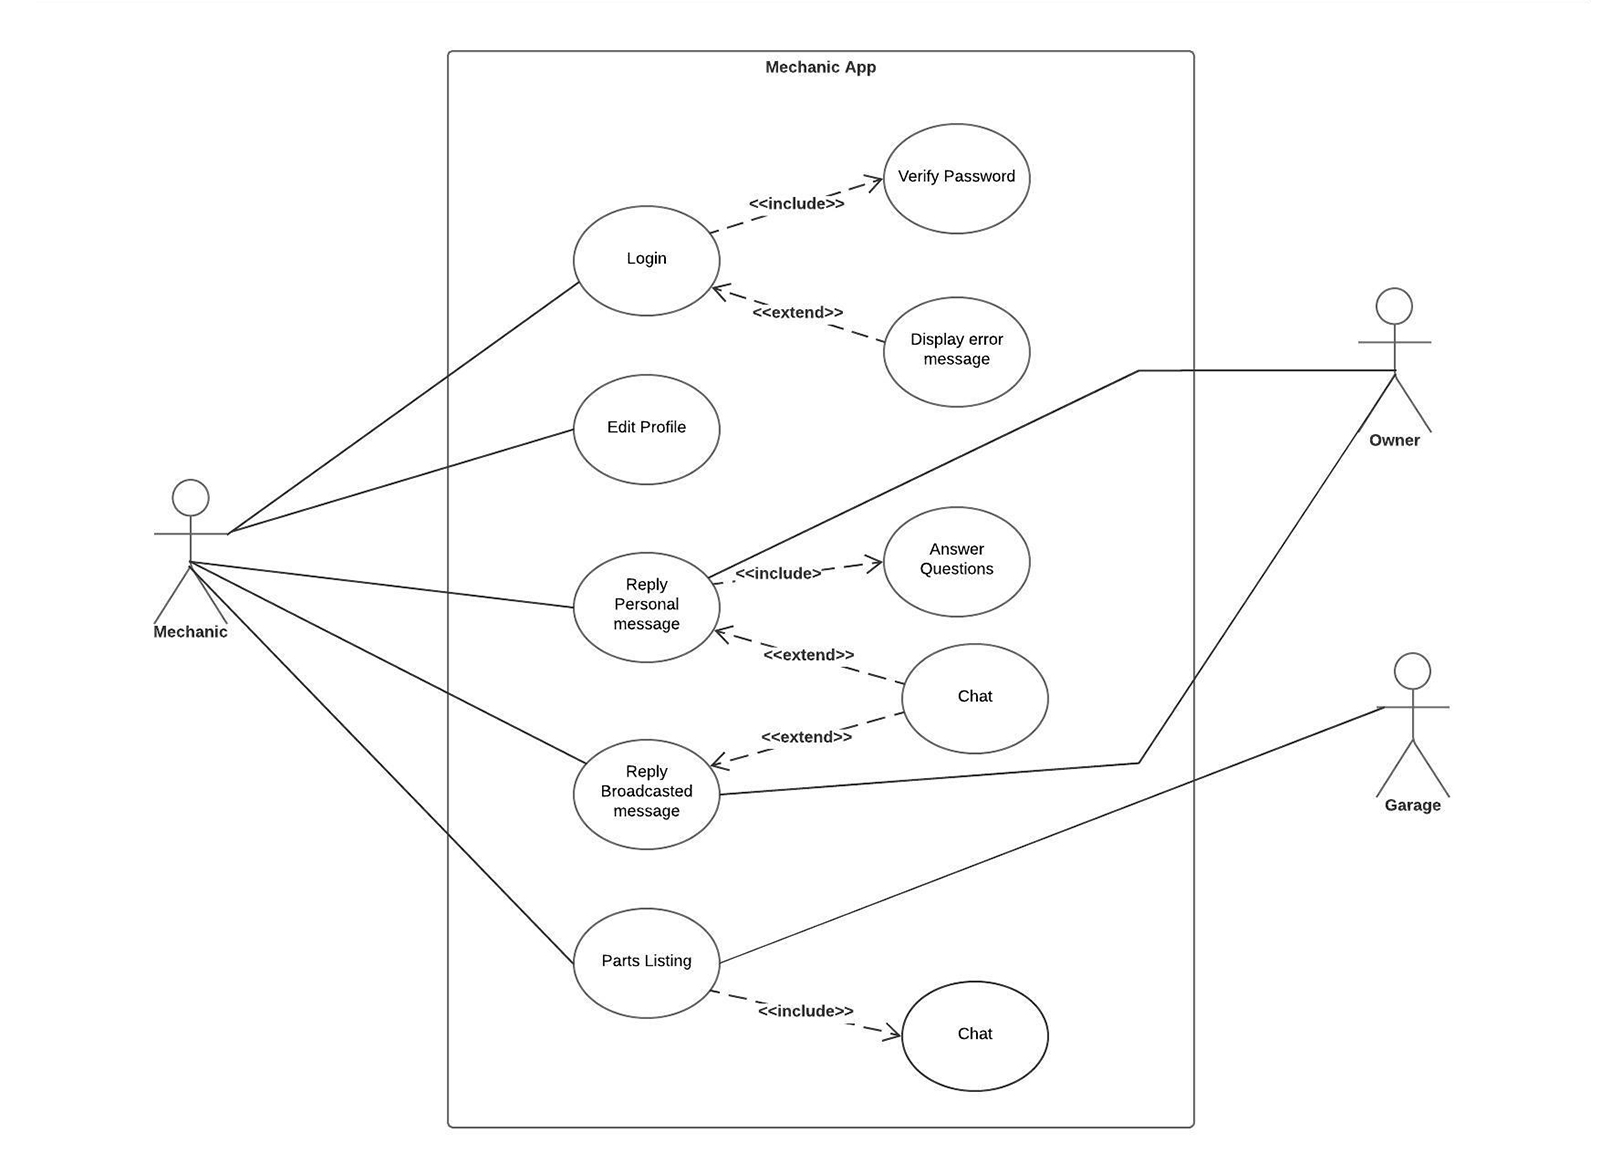 Mechanic App
Verify Password
<<include>>
Login
<<extend>>
Display error
message
Edit Profile
Owner
Mechanic
Answer
Questions
<<include>
Reply
Personal
message
<<extend>>
Chat
<<extend>>
Reply
Broadcasted
message
Garage
Parts Listing
<<include>>
Chat